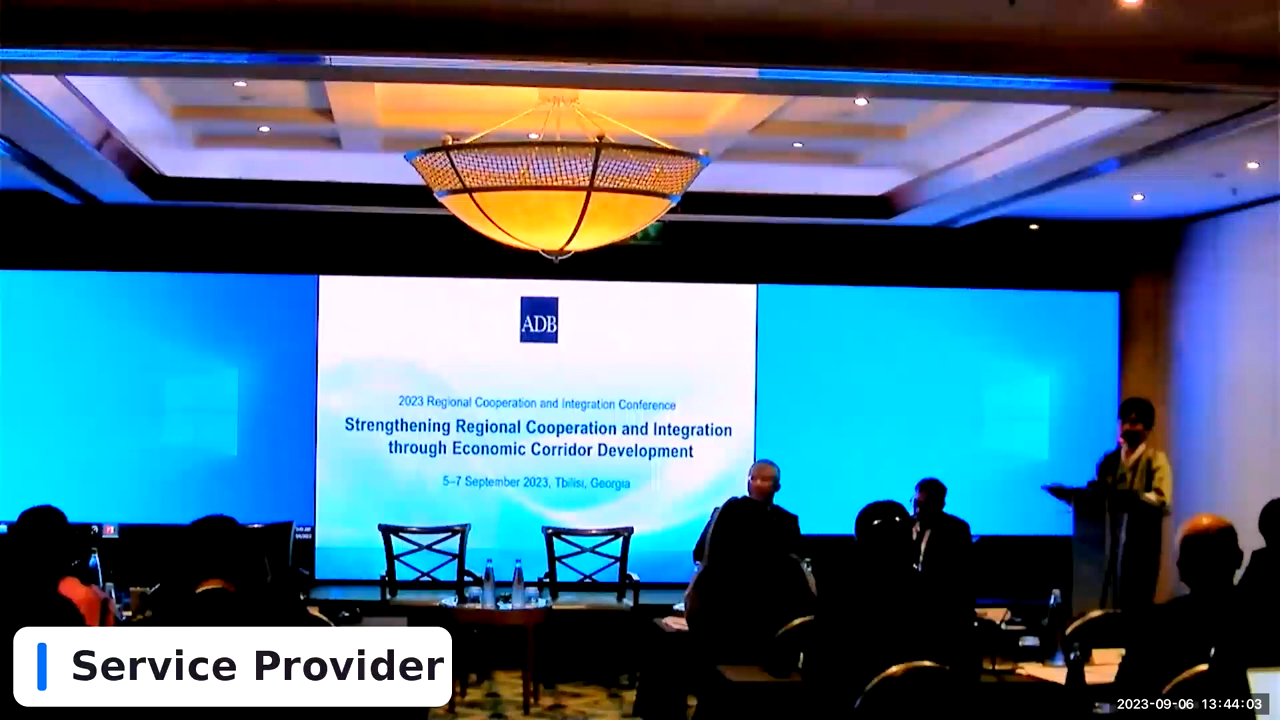 ADB
2023 Regional Cooperation and Integration Conference
Strengthening Regional Cooperation and Integration
through Economic Corridor Development
5–7 September 2023, Tbilisi, Georgia
Service Provider
2023-09-06 13:44:03